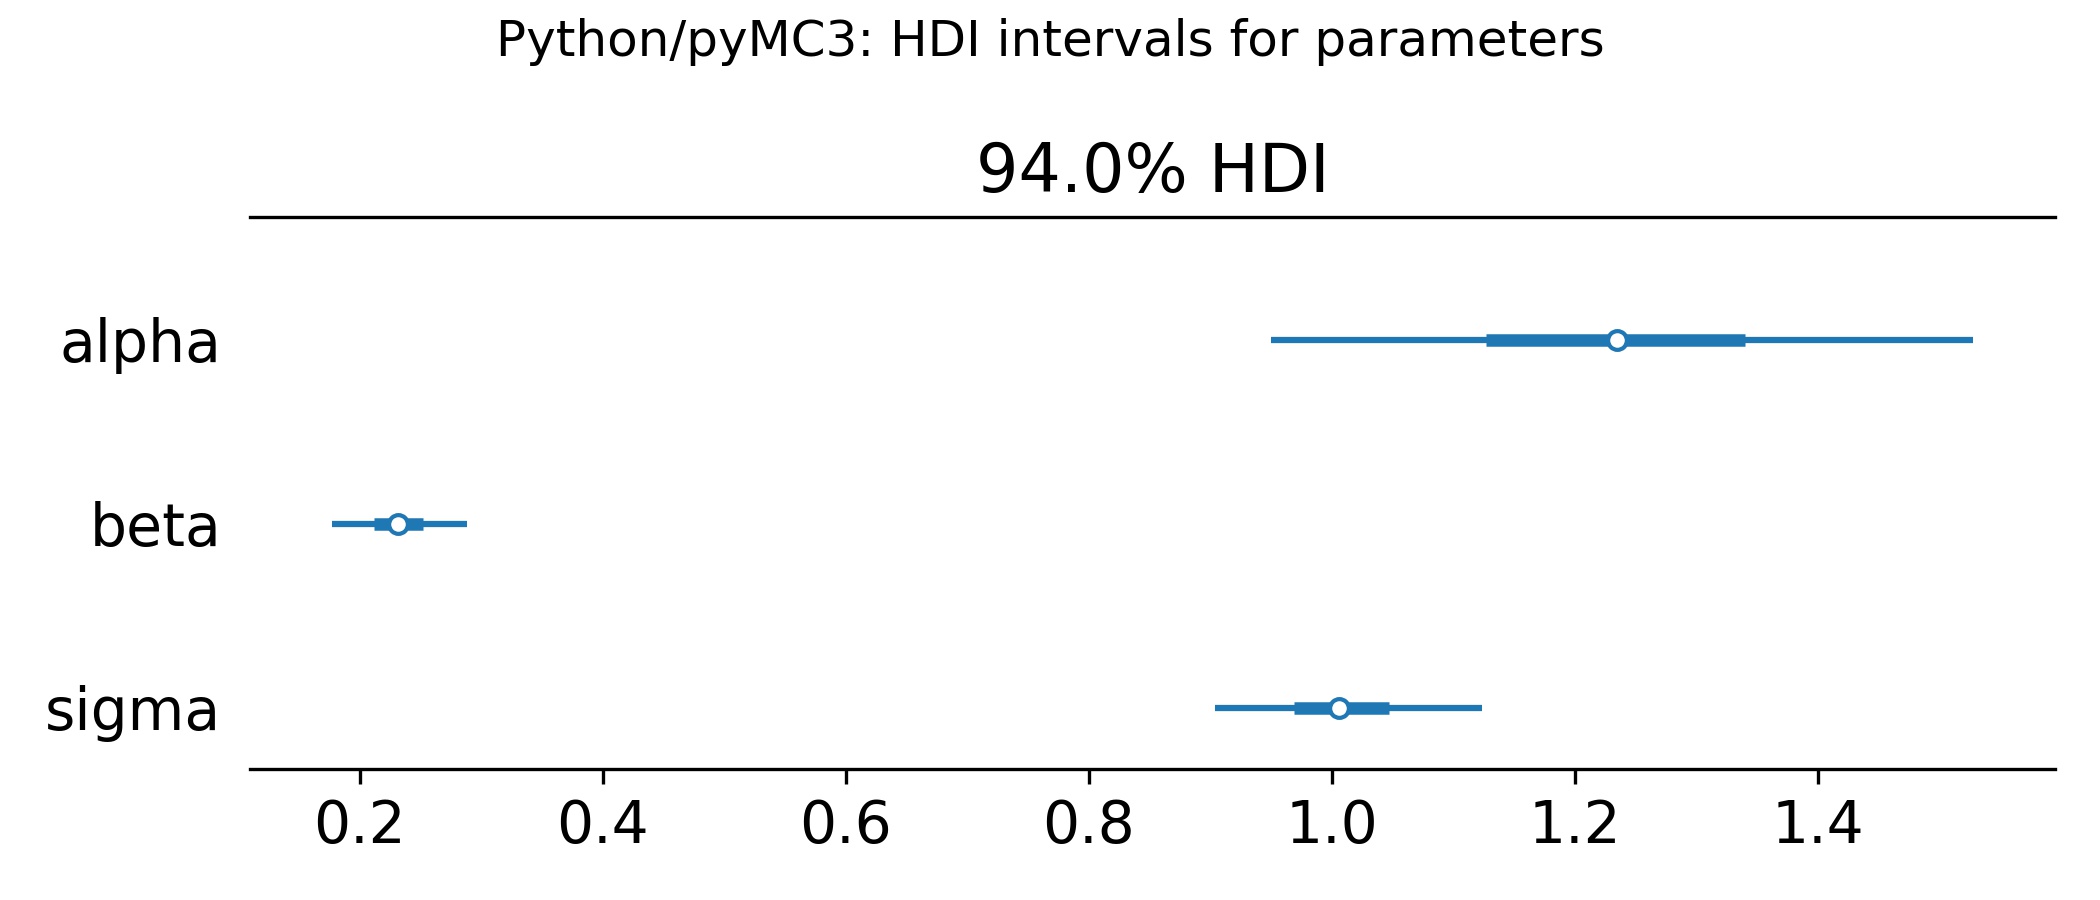 Python/pyMC3: HDI intervals for parameters
94.0% HDI
alpha
beta
sigma
0.2 0.4 0.6 0.8 1.0 1.2 1.4